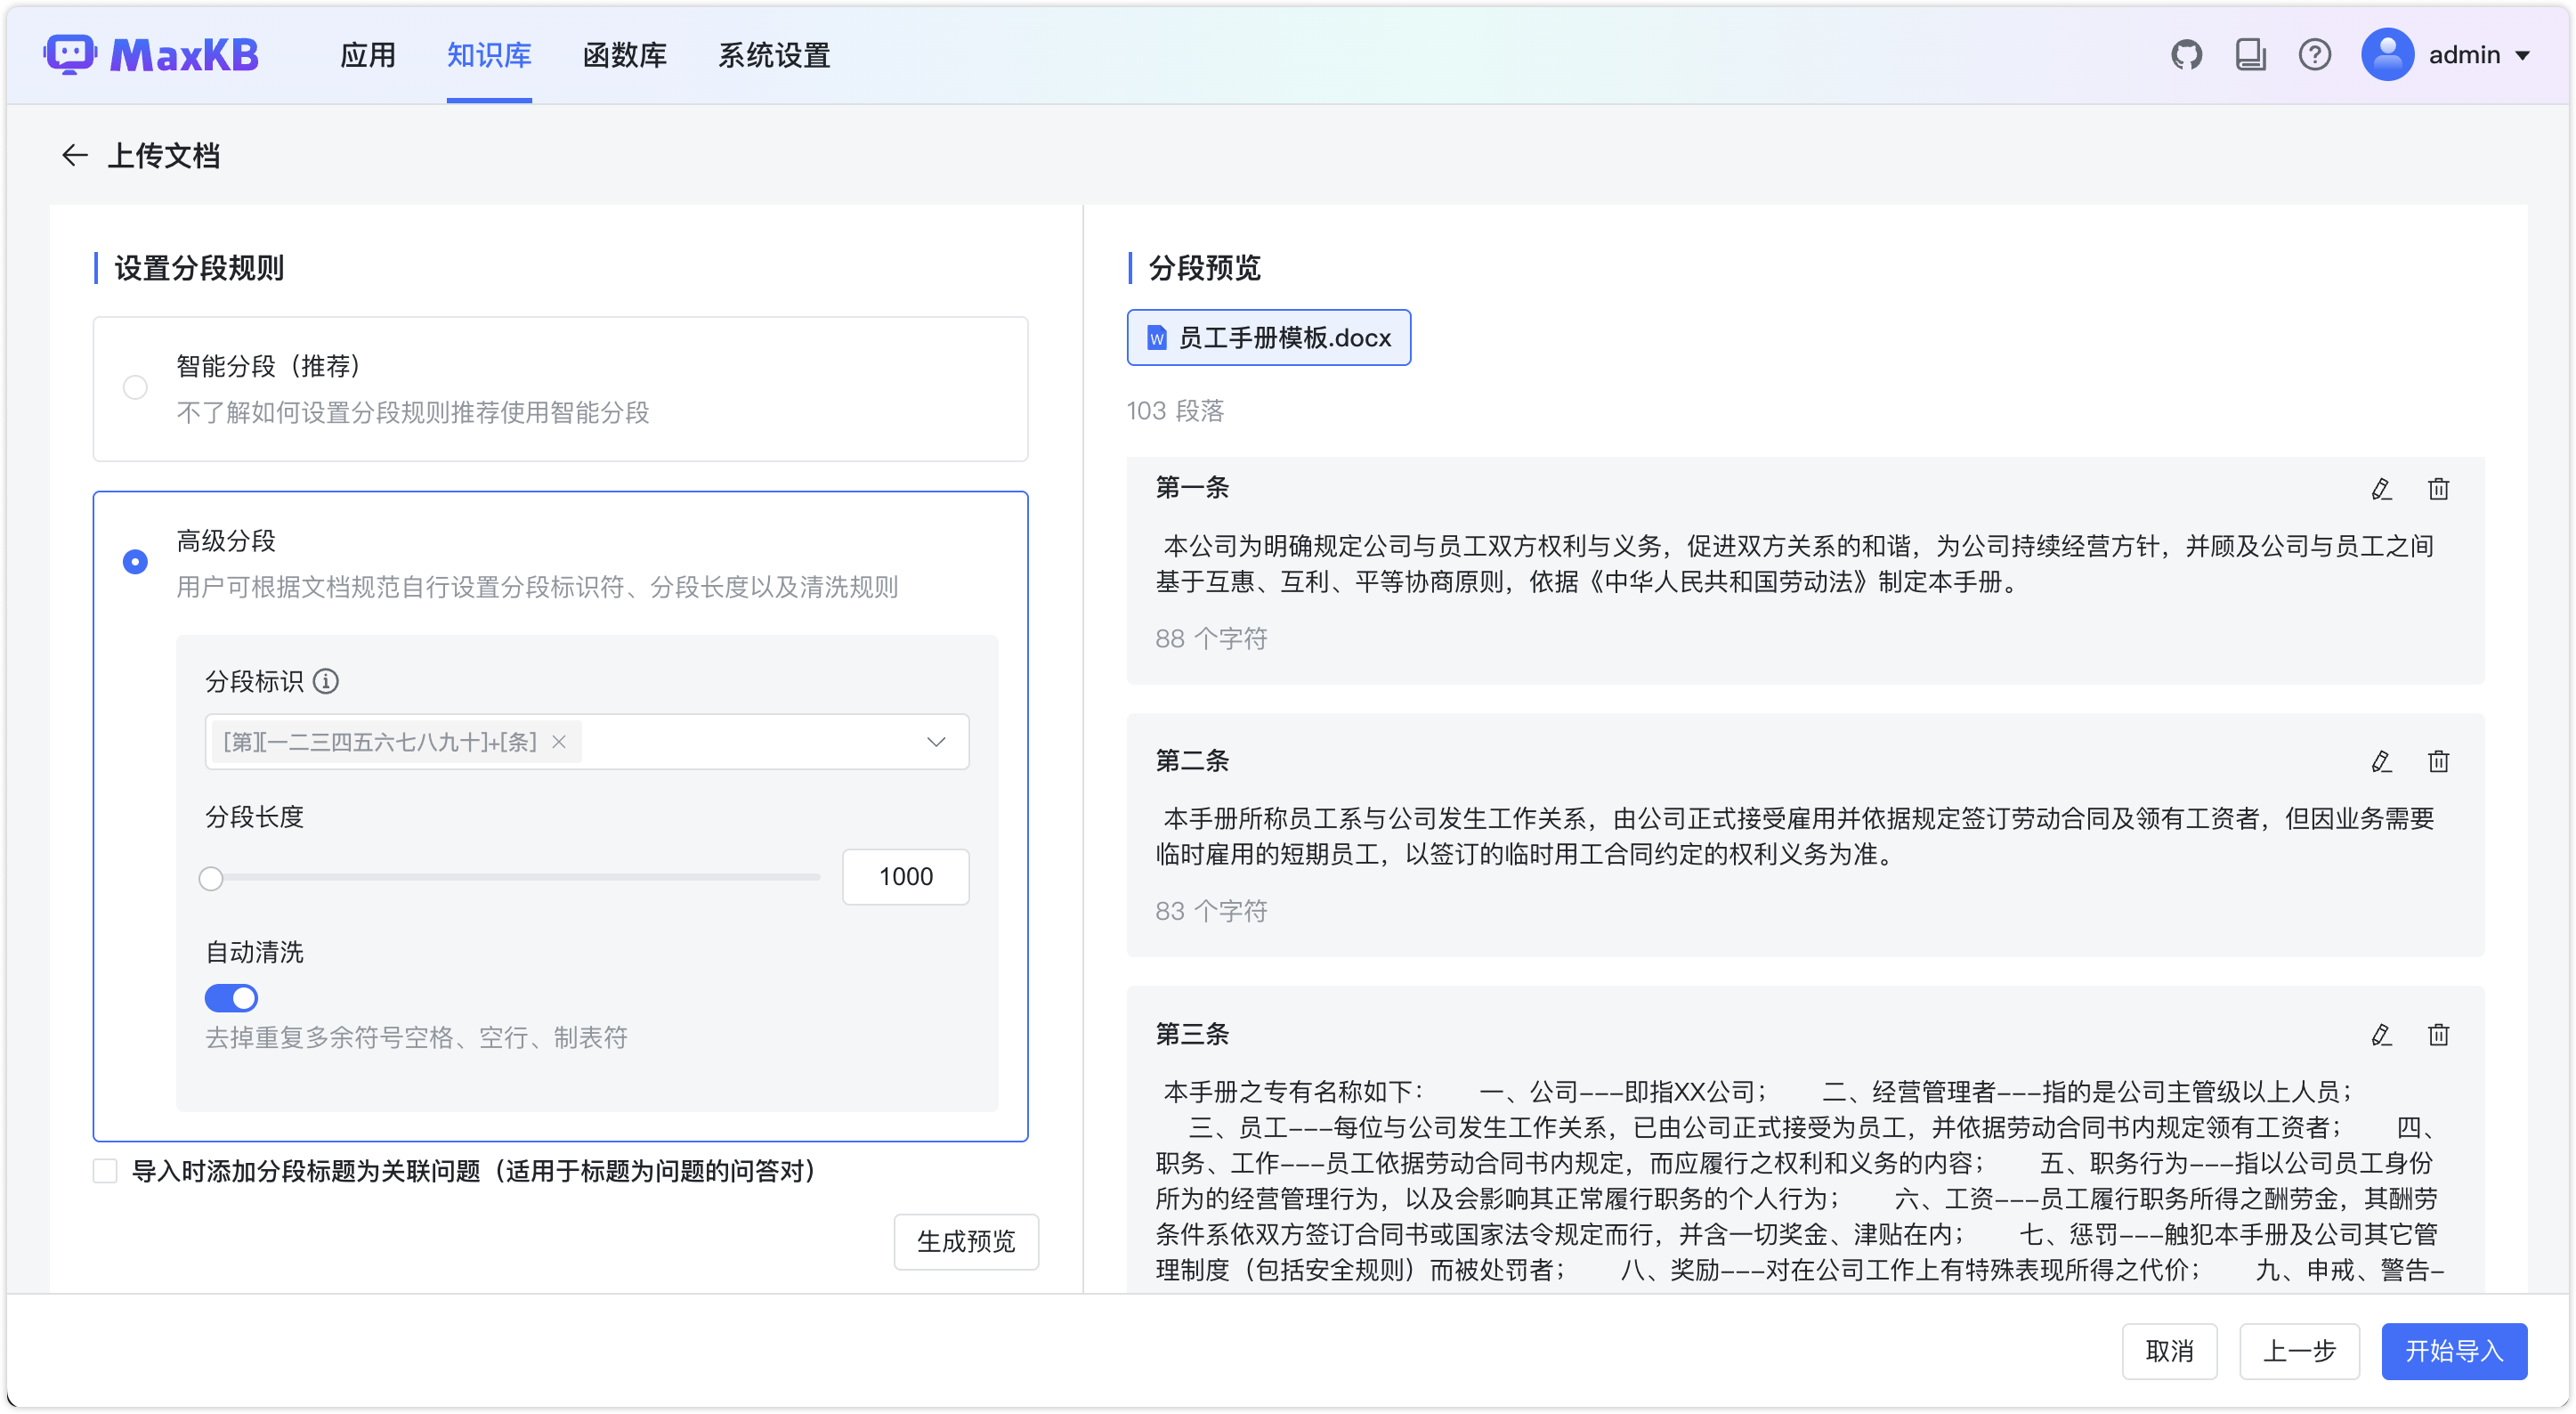 MaxKB
应用 知识库 函数库 系统设置
admin
上传文档
设置分段规则
智能分段（推荐）
不了解如何设置分段规则推荐使用智能分段
高级分段
用户可根据文档规范自行设置分段标识符、分段长度以及清洗规则
分段标识
[第][一二三四五六七八九十]+[条]
分段长度
1000
自动清洗
去掉重复多余符号空格、空行、制表符
导入时添加分段标题为关联问题（适用于标题为问题的问答对）
生成预览
分段预览
W 员工手册模板.docx
103 段落
第一条
本公司为明确规定公司与员工双方权利与义务，促进双方关系的和谐，为公司持续经营方针，并顾及公司与员工之间
基于互惠、互利、平等协商原则，依据《中华人民共和国劳动法》制定本手册。
88 个字符
第二条
本手册所称员工系与公司发生工作关系，由公司正式接受雇用并依据规定签订劳动合同及领有工资者，但因业务需要
临时雇用的短期员工，以签订的临时用工合同约定的权利义务为准。
83 个字符
第三条
本手册之专有名称如下： 一、公司---即指XX公司； 二、经营管理者---指的是公司主管级以上人员；
三、员工---每位与公司发生工作关系，已由公司正式接受为员工，并依据劳动合同书内规定领有工资者； 四、
职务、工作---员工依据劳动合同书内规定，而应履行之权利和义务的内容； 五、职务行为---指以公司员工身份
所为的经营管理行为，以及会影响其正常履行职务的个人行为； 六、工资---员工履行职务所得之酬劳金，其酬劳
条件系依双方签订合同书或国家法令规定而行，并含一切奖金、津贴在内； 七、惩罚---触犯本手册及公司其它管
理制度（包括安全规则）而被处罚者； 八、奖励---对在公司工作上有特殊表现所得之代价； 九、申戒、警告-
取消 上一步 开始导入